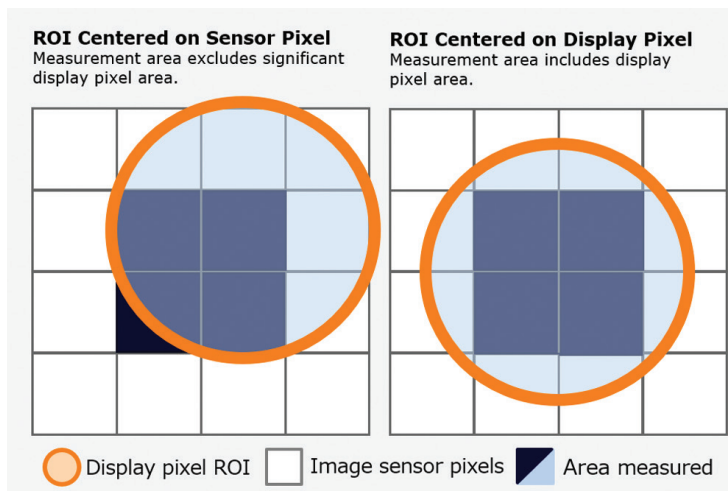 ROI Centered on Sensor Pixel
Measurement area excludes significant
display pixel area.
ROI Centered on Display Pixel
Measurement area includes display
pixel area.
Display pixel ROI
Image sensor pixels
Area measured